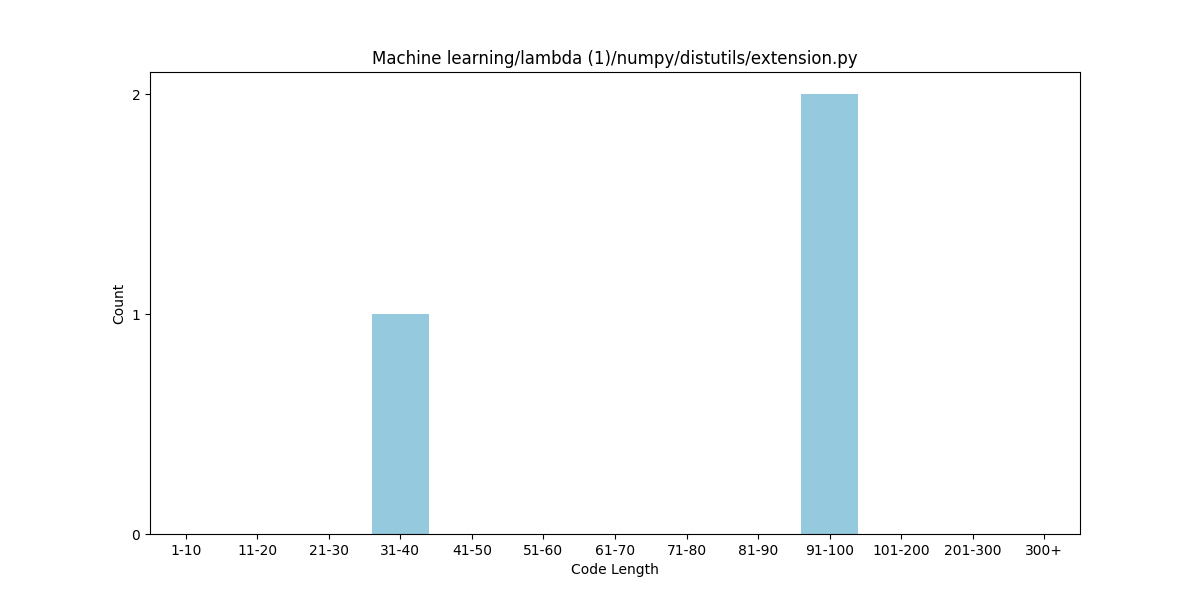 Machine learning/lambda (1)/numpy/distutils/extension.py
2
1
0
Count
1-10 11-20 21-30 31-40 41-50 51-60 61-70 71-80 81-90 91-100 101-200 201-300 300+
Code Length